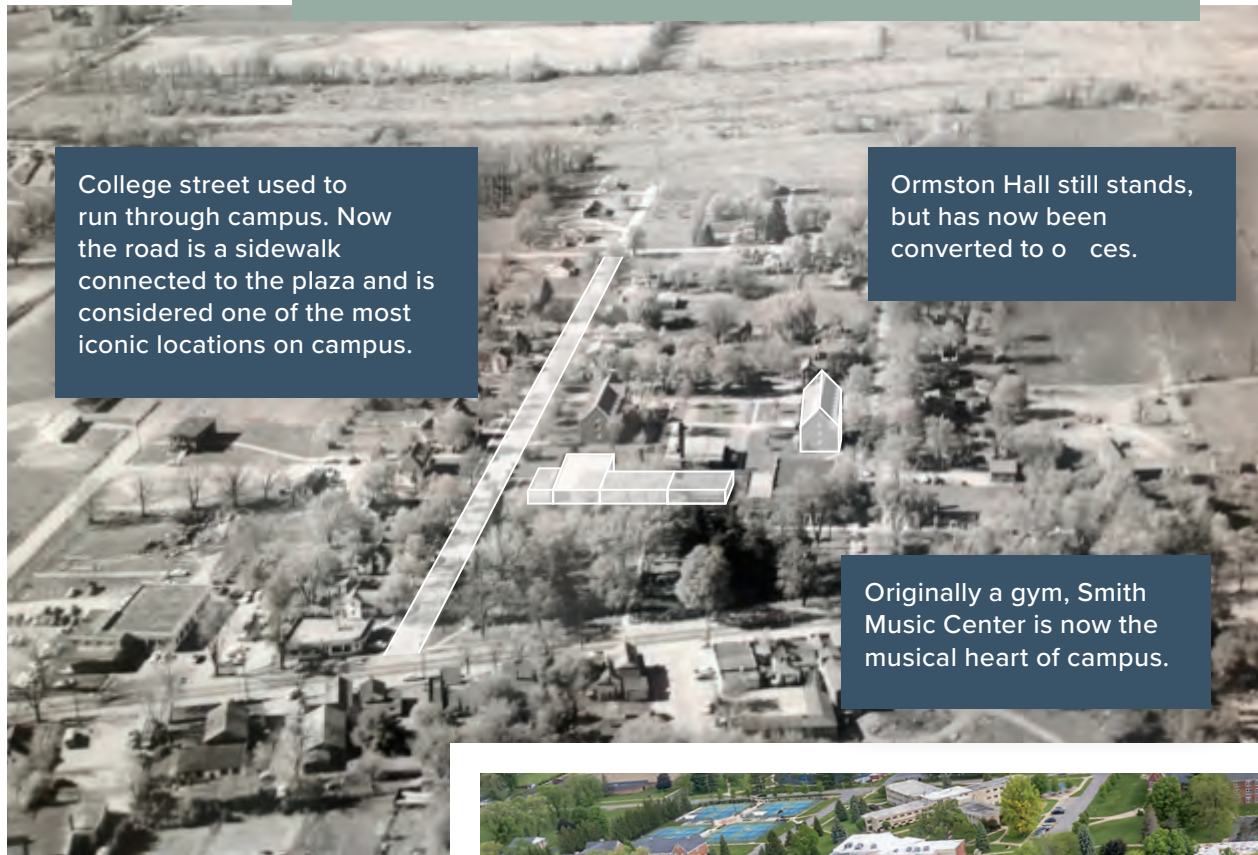 College street used to
run through campus. Now
the road is a sidewalk
connected to the plaza and is
considered one of the most
iconic locations on campus.
Ormston Hall still stands,
but has now been
converted to o ces.
Originally a gym, Smith
Music Center is now the
musical heart of campus.